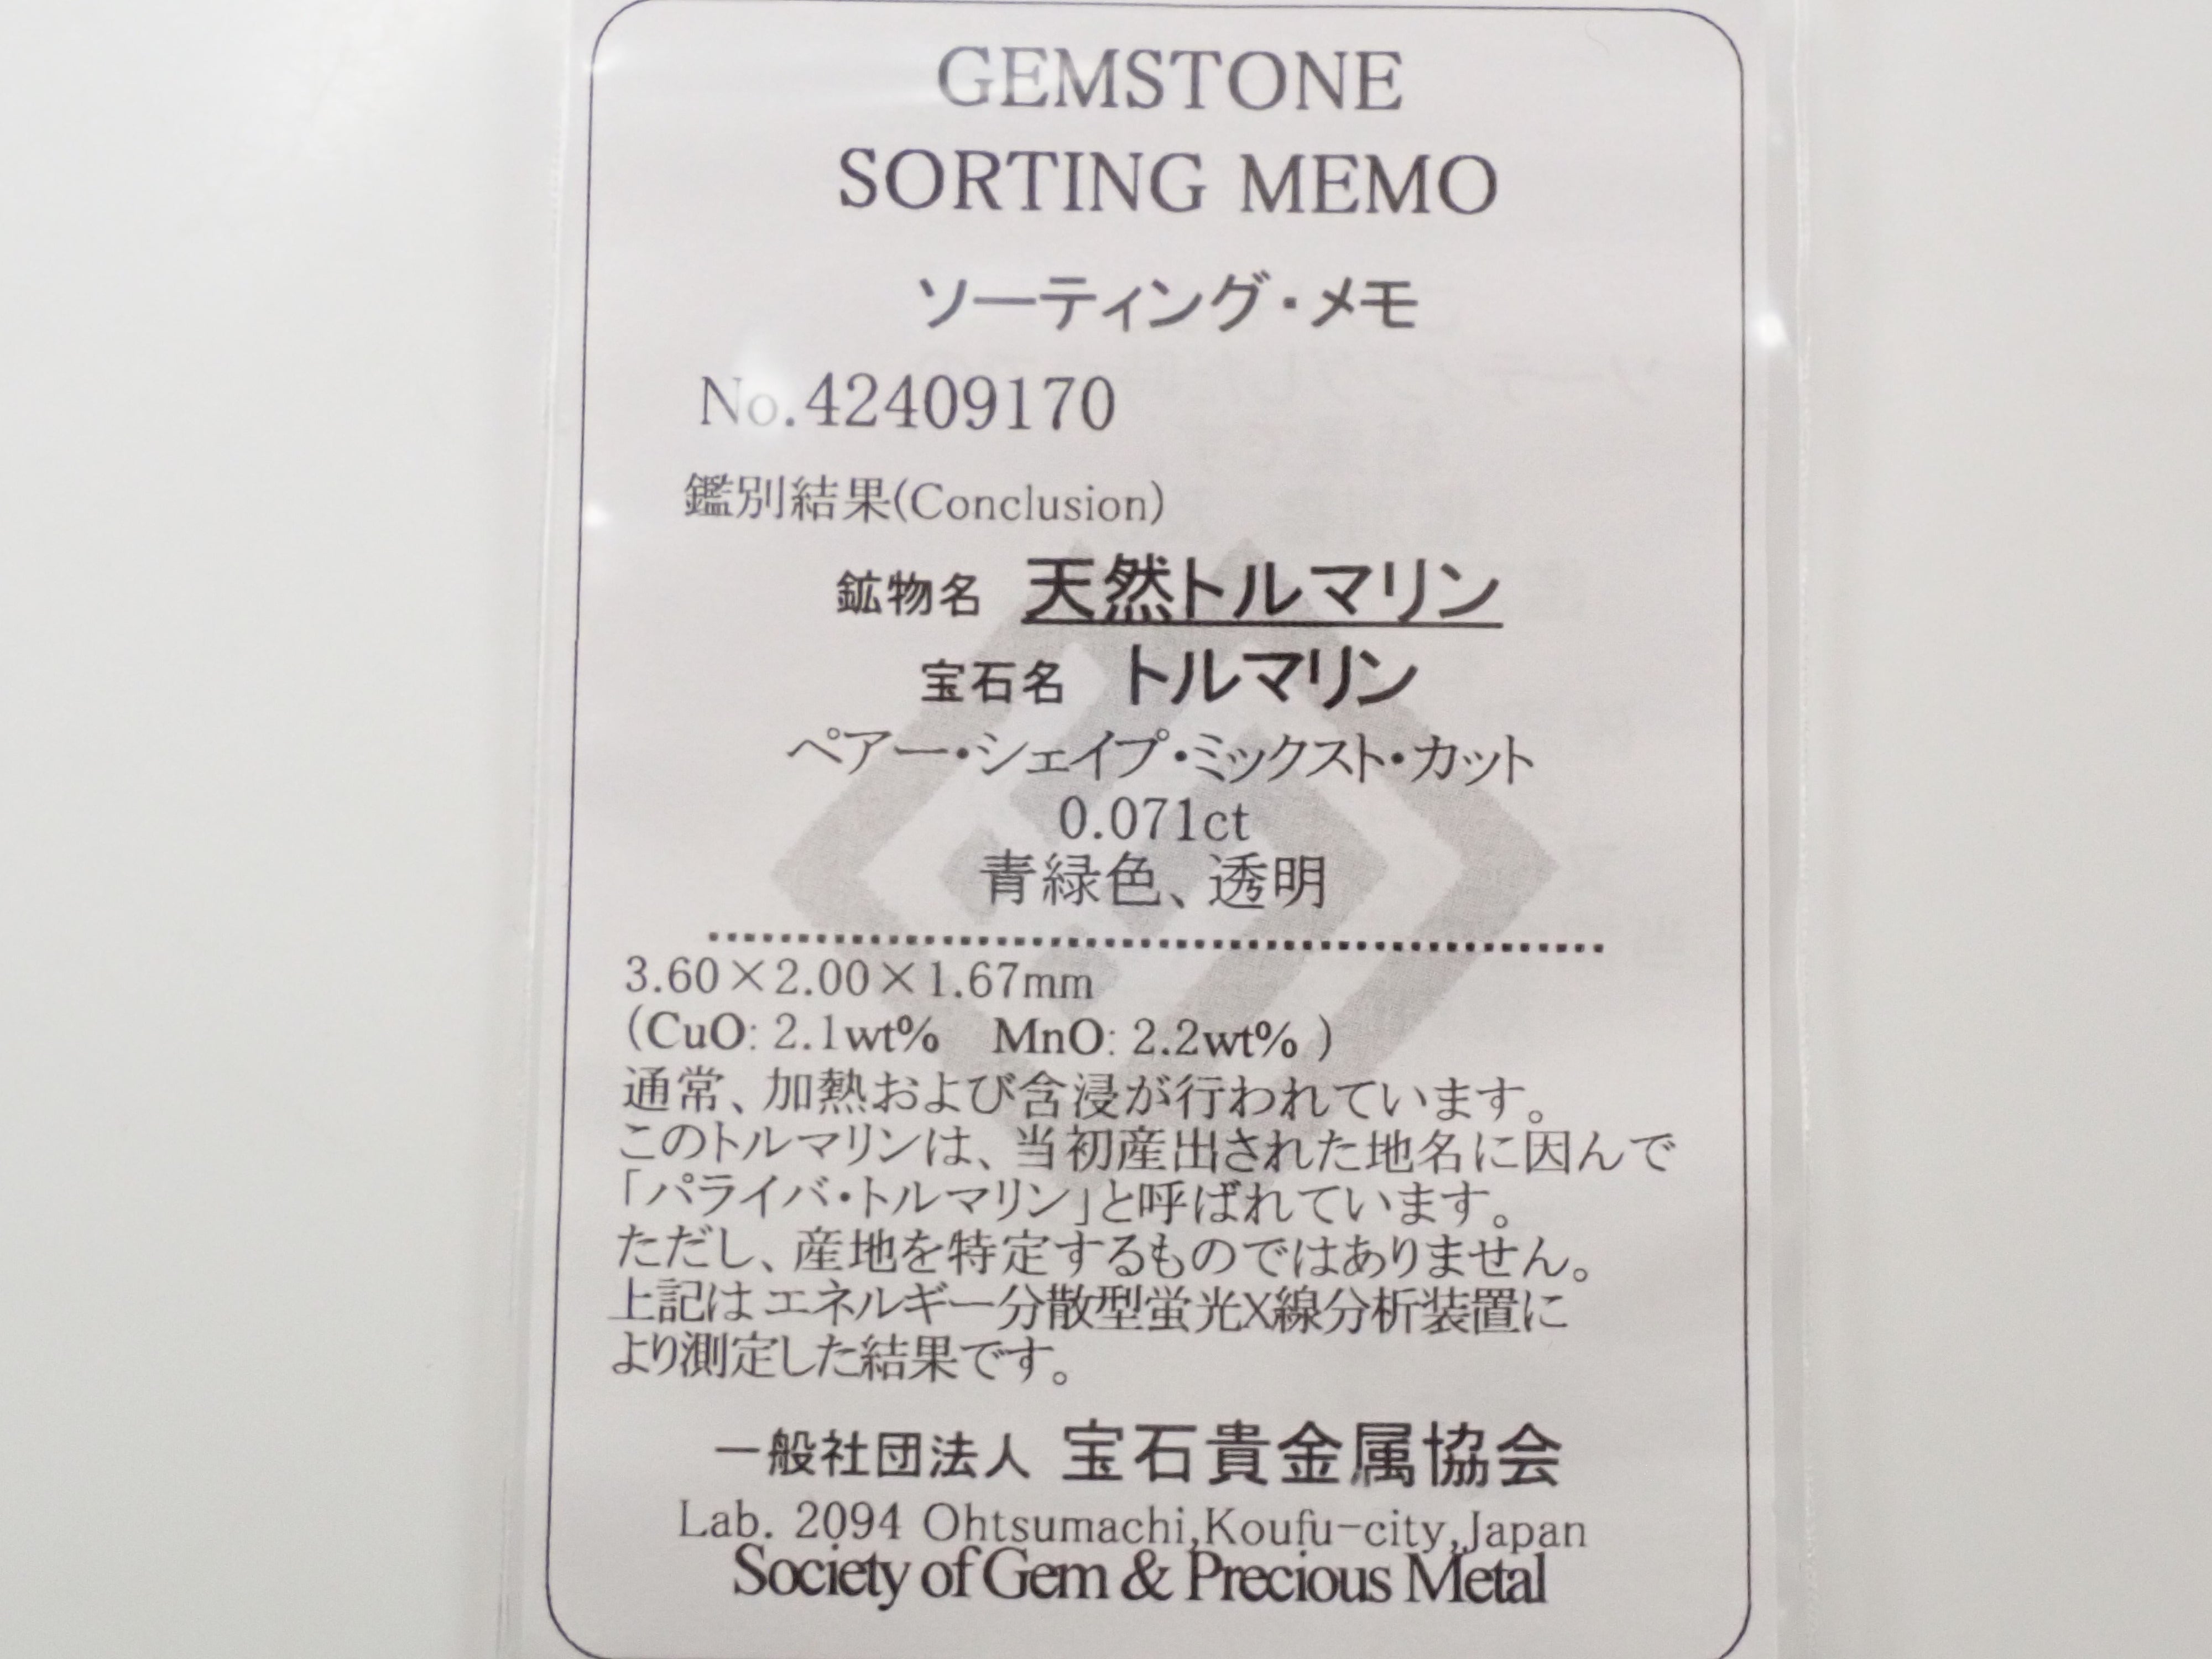 GEMSTONE
SORTING MEMO
ソーティング・メモ
No.42409170
鑑別結果(Conclusion)
鉱物名 天然トルマリン
宝石名 トルマリン
ペアー・シェイプ・ミックスト・カット
0.071ct
青緑色、透明
3.60×2.00×1.67mm
(CuO: 2.1wt% MnO: 2.2wt% )
通常、加熱および含浸が行われています。
このトルマリンは、当初産出された地名に因んで
「パライバ・トルマリン」と呼ばれています。
ただし、産地を特定するものではありません。
上記は エネルギー分散型蛍光X線分析装置に
より測定した結果です。
一般社団法人 宝石貴金属協会
Lab. 2094 Ohtsumachi,Koufu-city,Japan
Society of Gem & Precious Metal